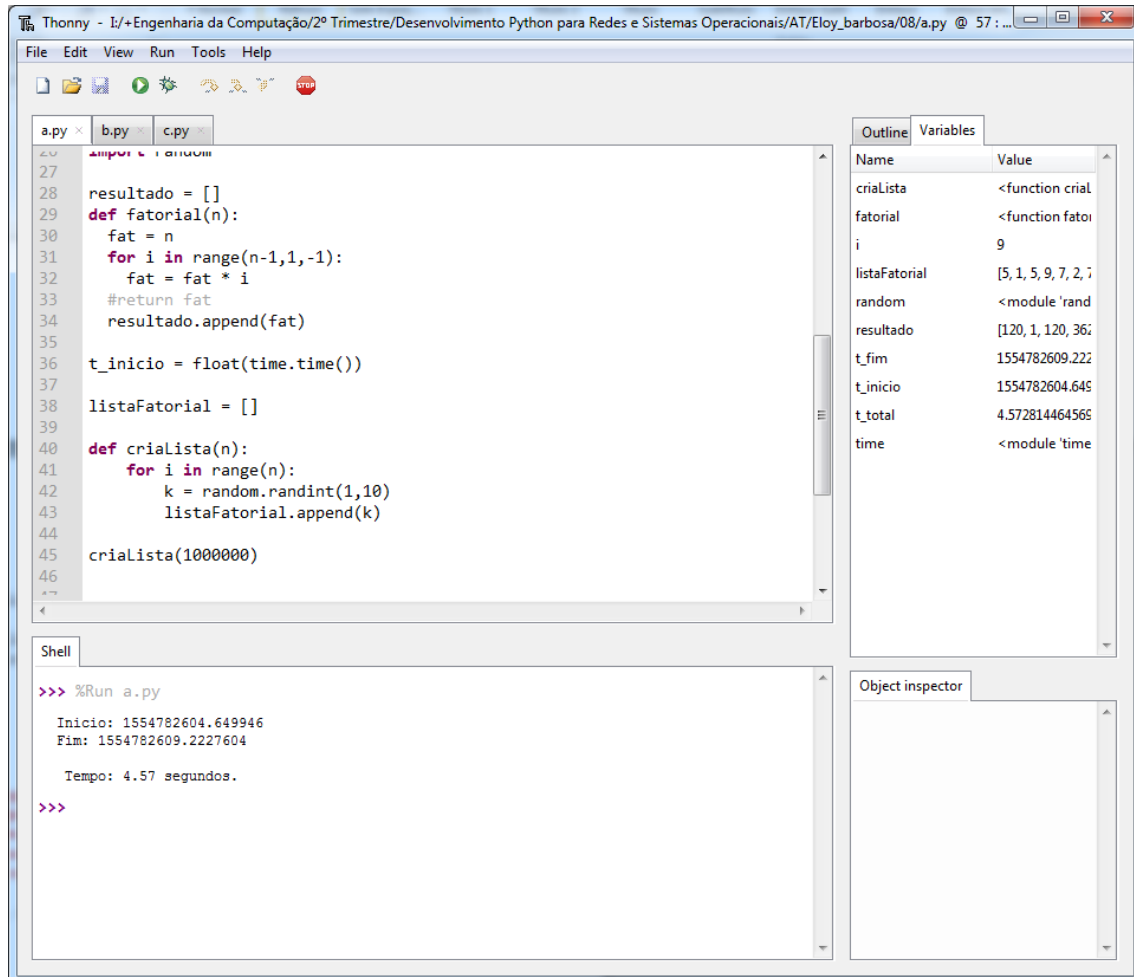 Thonny - I:/+Engenharia da Computação/2º Trimestre/Desenvolvimento Python para Redes e Sistemas Operacionais/AT/Eloy_barbosa/08/a.py @ 57 : ...
File Edit View Run Tools Help
STOP
a.py × b.py × c.py ×
26 import random
27
28 resultado = []
29 def fatorial(n):
30   fat = n
31   for i in range(n-1,1,-1):
32     fat = fat * i
33   #return fat
34   resultado.append(fat)
35
36 t_inicio = float(time.time())
37
38 listaFatorial = []
39
40 def criaLista(n):
41     for i in range(n):
42         k = random.randint(1,10)
43         listaFatorial.append(k)
44
45 criaLista(1000000)
46
47
Shell
>>> %Run a.py
Inicio: 1554782604.649946
Fim: 1554782609.2227604
Tempo: 4.57 segundos.
>>>
Outline Variables
Name Value
criaLista <function crial
fatorial <function fator
i 9
listaFatorial [5, 1, 5, 9, 7, 2, 7
random <module 'rand
resultado [120, 1, 120, 362
t_fim 1554782609.222
t_inicio 1554782604.649
t_total 4.572814464569
time <module 'time
Object inspector